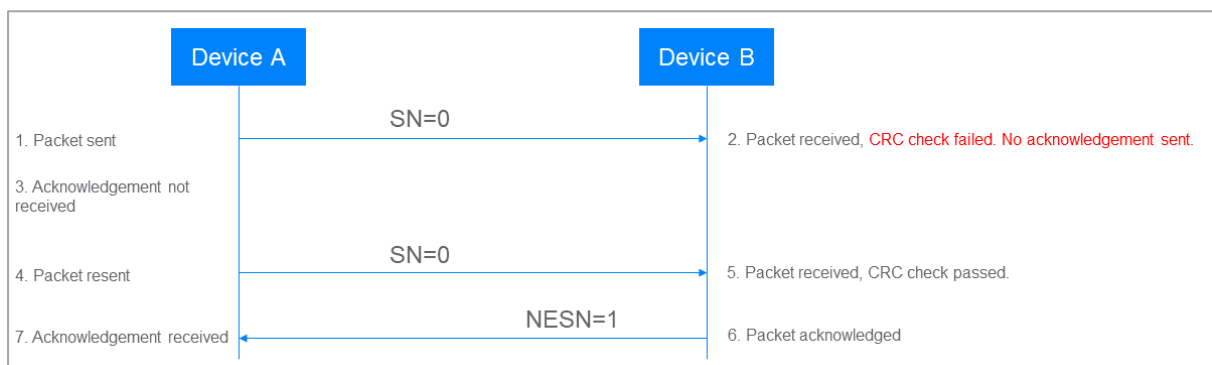 Device A
Device B
SN=0
1. Packet sent
2. Packet received, CRC check failed. No acknowledgement sent.
3. Acknowledgement not
received
SN=0
4. Packet resent
5. Packet received, CRC check passed.
NESN=1
7. Acknowledgement received
6. Packet acknowledged